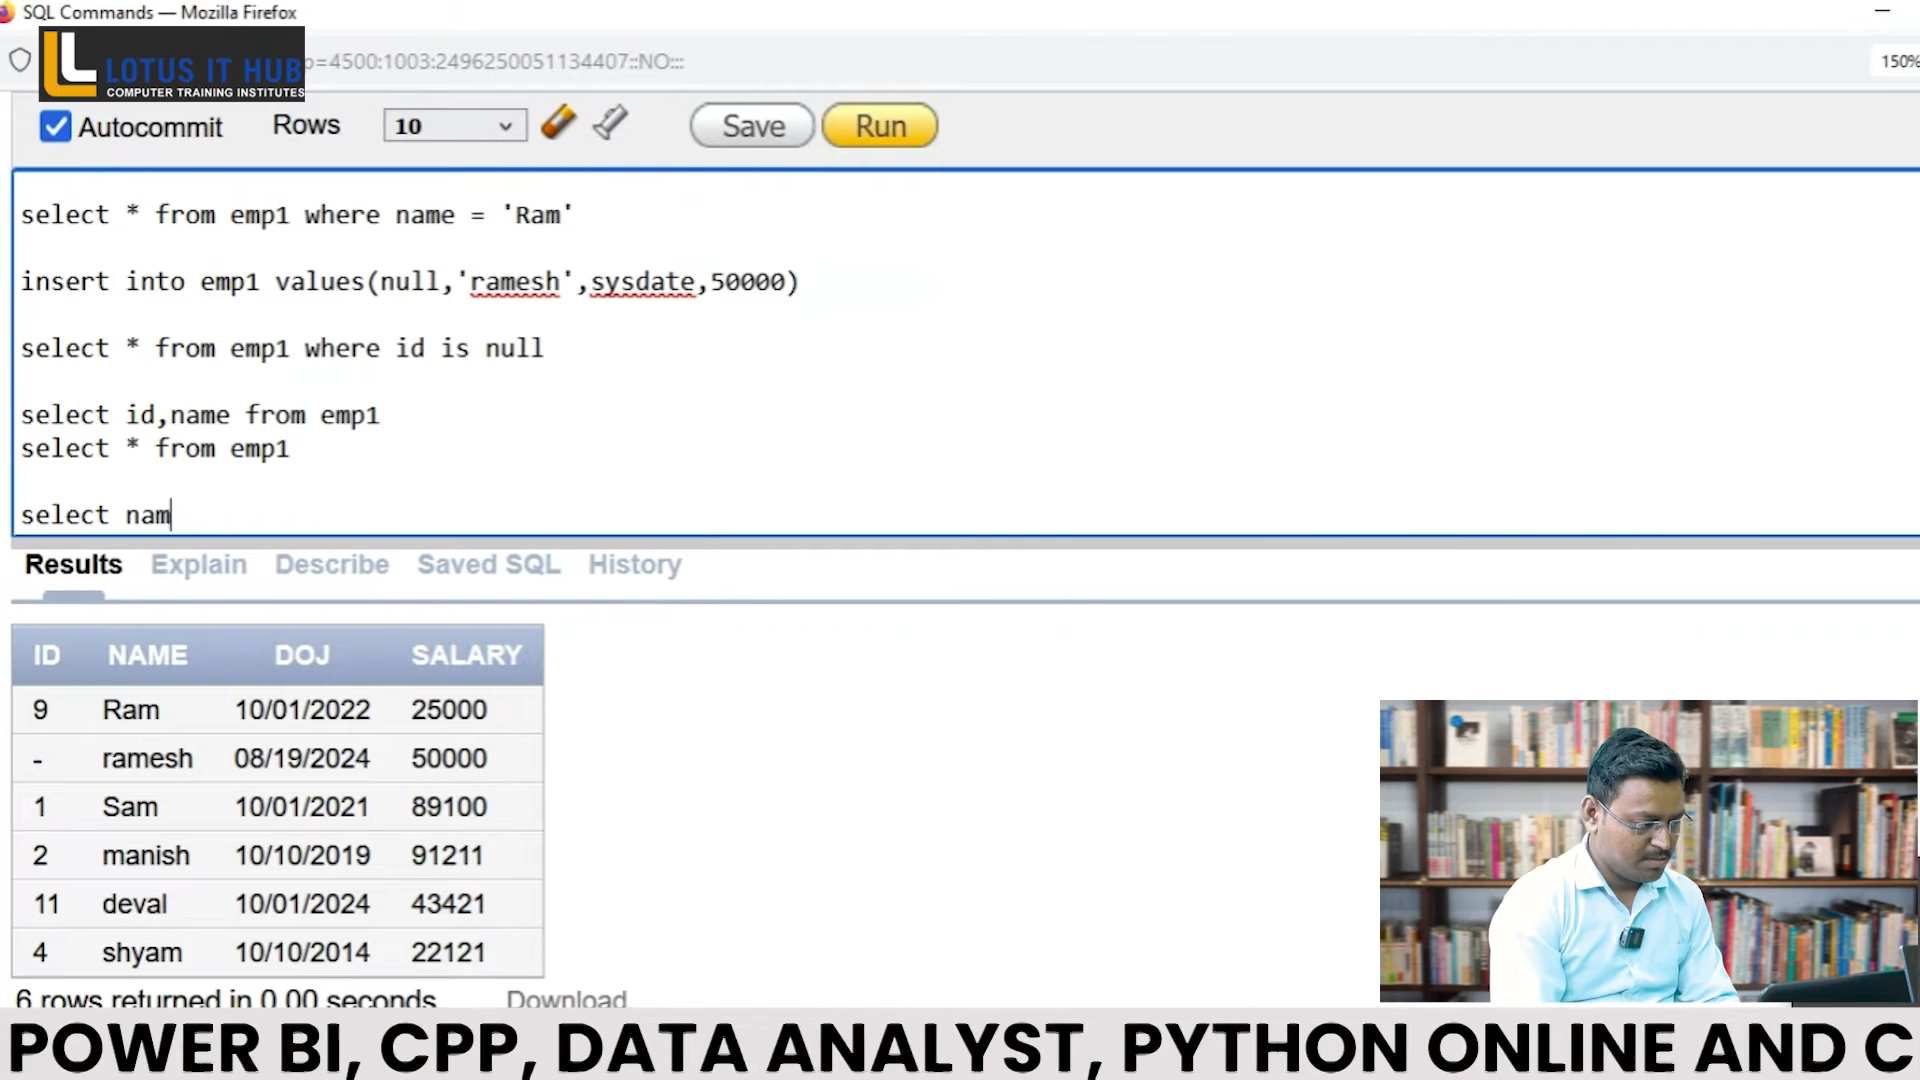 SQL Commands — Mozilla Firefox
LOTUS IT HUB
COMPUTER TRAINING INSTITUTES
=4500:1003:2496250051134407::NO:::
150%
Autocommit Rows 10 Save Run
select * from emp1 where name = 'Ram'
insert into emp1 values(null,'ramesh',sysdate,50000)
select * from emp1 where id is null
select id,name from emp1
select * from emp1
select nam
Results Explain Describe Saved SQL History
ID NAME DOJ SALARY
9 Ram 10/01/2022 25000
- ramesh 08/19/2024 50000
1 Sam 10/01/2021 89100
2 manish 10/10/2019 91211
11 deval 10/01/2024 43421
4 shyam 10/10/2014 22121
6 rows returned in 0.00 seconds Download
POWER BI, CPP, DATA ANALYST, PYTHON ONLINE AND C